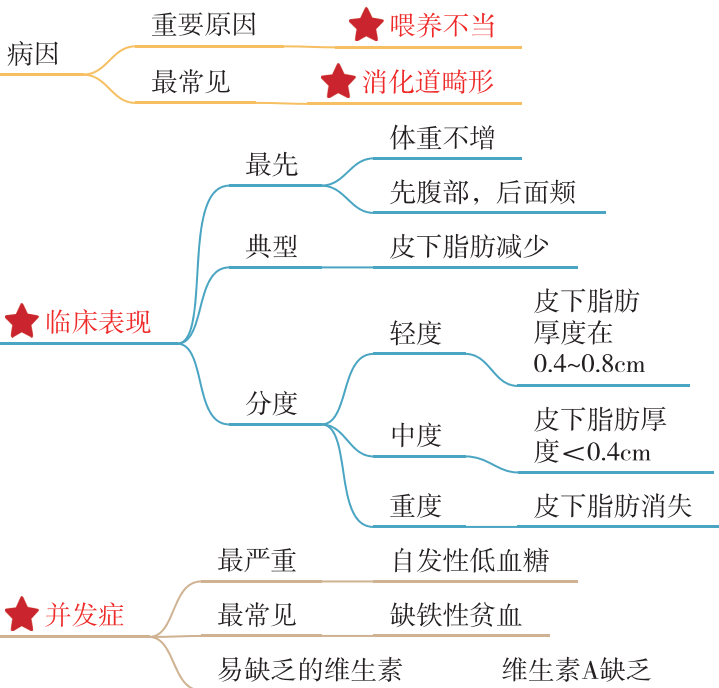 病因
重要原因
喂养不当
最常见
消化道畸形
临床表现
最先
体重不增
先腹部，后面颊
典型
皮下脂肪减少
分度
轻度
皮下脂肪
厚度在
0.4~0.8cm
中度
皮下脂肪厚
度＜0.4cm
重度
皮下脂肪消失
并发症
最严重
自发性低血糖
最常见
缺铁性贫血
易缺乏的维生素
维生素A缺乏